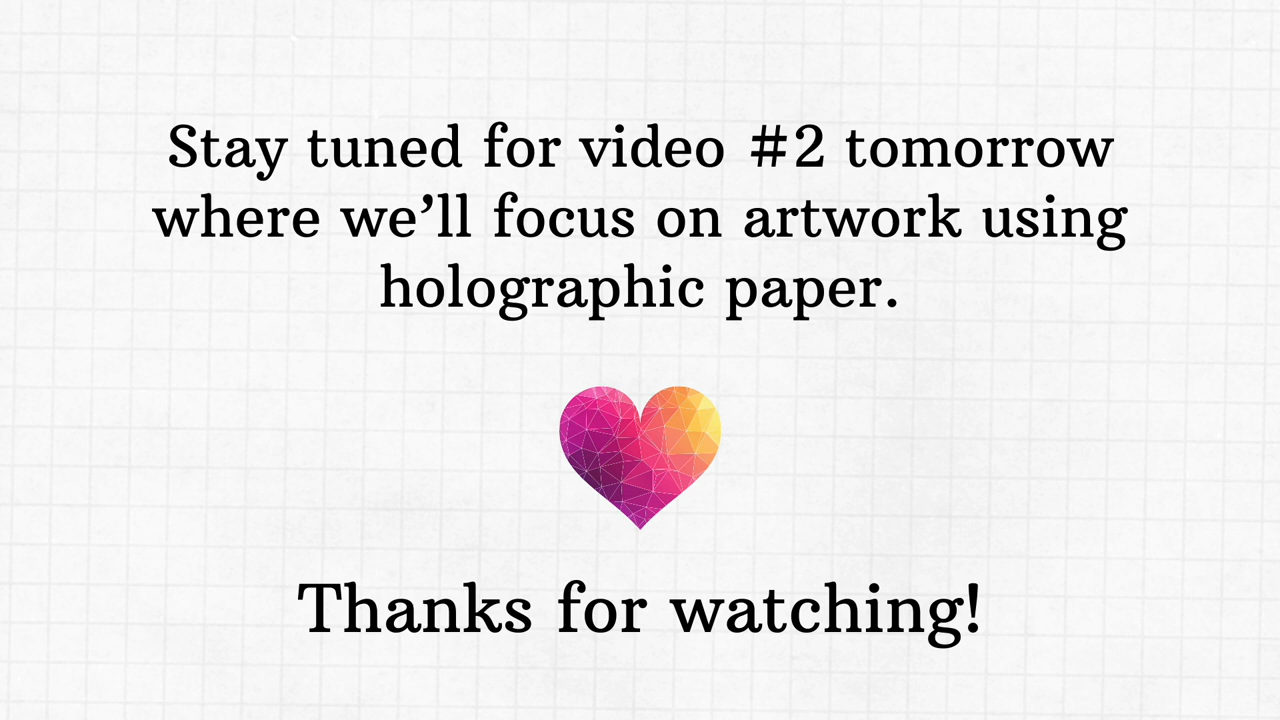 Stay tuned for video #2 tomorrow
where we’ll focus on artwork using
holographic paper.
Thanks for watching!